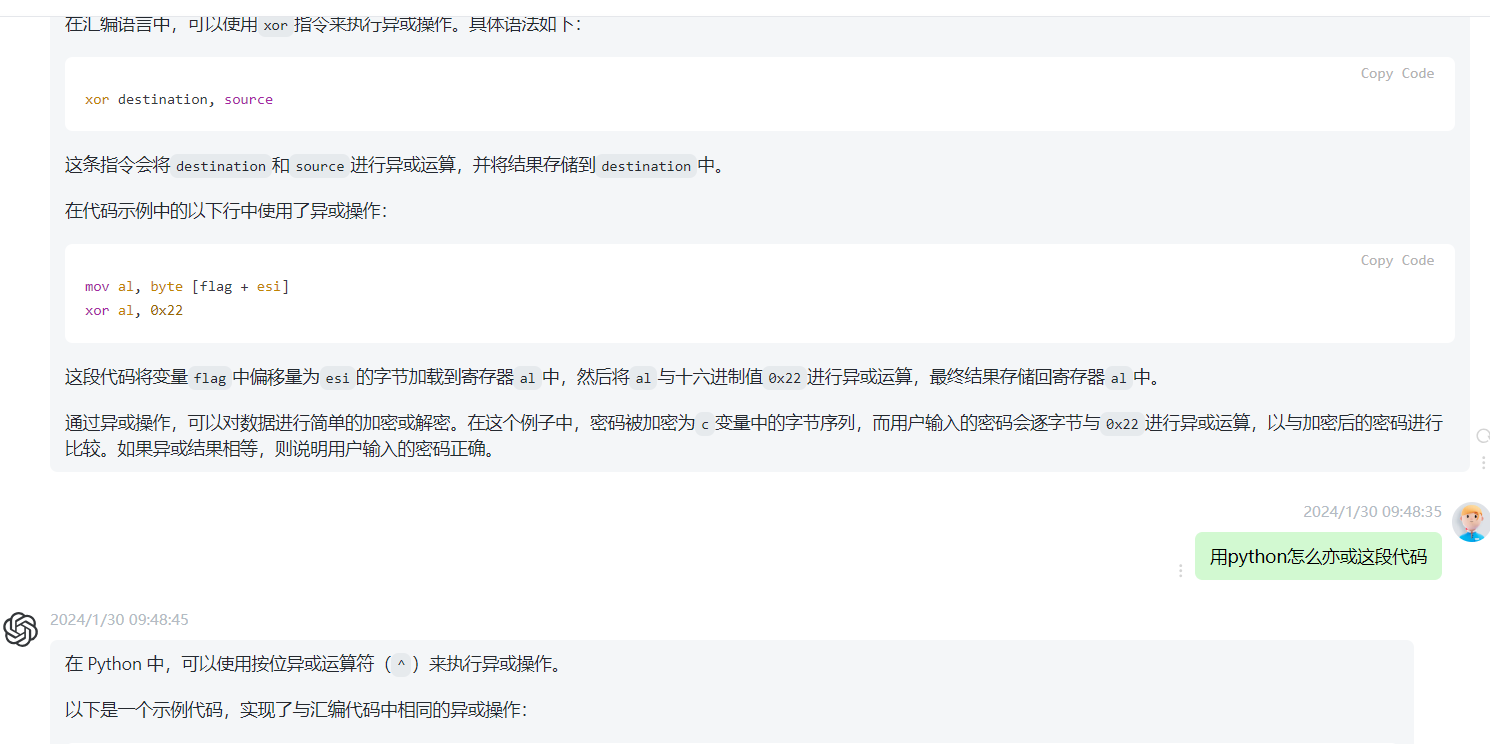 在汇编语言中，可以使用 xor 指令来执行异或操作。具体语法如下：
Copy Code
xor destination, source
这条指令会将 destination 和 source 进行异或运算，并将结果存储到 destination 中。
在代码示例中的以下行中使用了异或操作：
Copy Code
mov al, byte [flag + esi]
xor al, 0x22
这段代码将变量 flag 中偏移量为 esi 的字节加载到寄存器 al 中，然后将 al 与十六进制值 0x22 进行异或运算，最终结果存储回寄存器 al 中。
通过异或操作，可以对数据进行简单的加密或解密。在这个例子中，密码被加密为 c 变量中的字节序列，而用户输入的密码会逐字节与 0x22 进行异或运算，以与加密后的密码进行
比较。如果异或结果相等，则说明用户输入的密码正确。
2024/1/30 09:48:35
用python怎么亦或这段代码
2024/1/30 09:48:45
在 Python 中，可以使用按位异或运算符（^）来执行异或操作。
以下是一个示例代码，实现了与汇编代码中相同的异或操作：